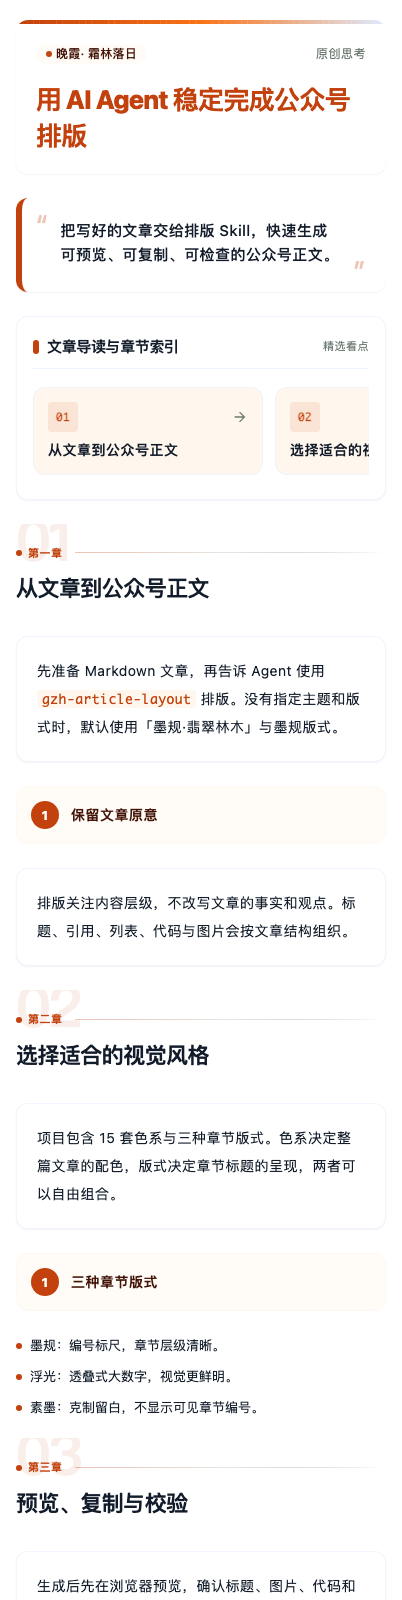 晚霞·霜林落日
原创思考
用 AI Agent 稳定完成公众号
排版
“
把写好的文章交给排版 Skill，快速生成
可预览、可复制、可检查的公众号正文。
”
文章导读与章节索引
精选看点
01
→
从文章到公众号正文
02
选择适合的
01
第一章
从文章到公众号正文
先准备 Markdown 文章，再告诉 Agent 使用
gzh-article-layout 排版。没有指定主题和版
式时，默认使用「墨规·翡翠林木」与墨规版式。
1 保留文章原意
排版关注内容层级，不改写文章的事实和观点。标
题、引用、列表、代码与图片会按文章结构组织。
02
第二章
选择适合的视觉风格
项目包含 15 套色系与三种章节版式。色系决定整
篇文章的配色，版式决定章节标题的呈现，两者可
以自由组合。
1 三种章节版式
墨规：编号标尺，章节层级清晰。
浮光：透叠式大数字，视觉更鲜明。
素墨：克制留白，不显示可见章节编号。
03
第三章
预览、复制与校验
生成后先在浏览器预览，确认标题、图片、代码和